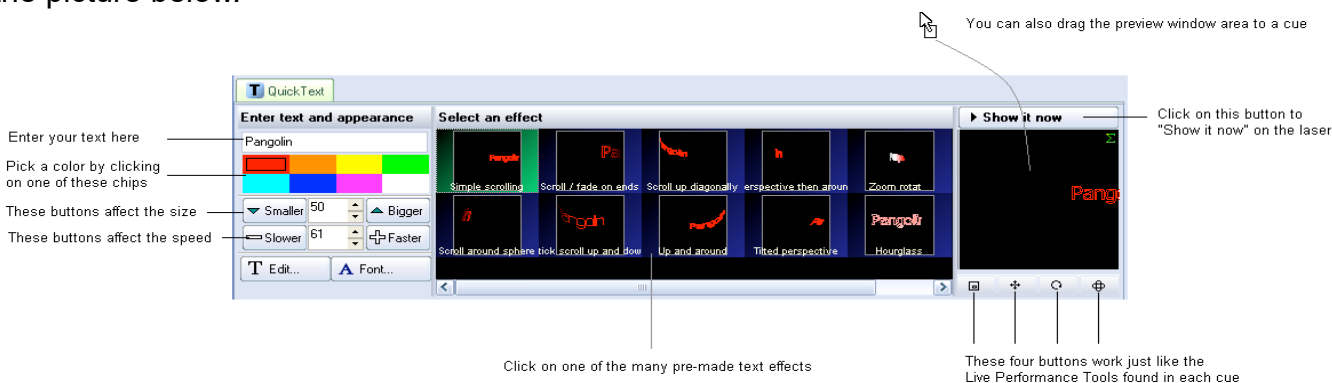 the picture below.
You can also drag the preview window area to a cue
QuickText
Enter text and appearance
Select an effect
Show it now
Click on this button to
"Show it now" on the laser
Enter your text here
Pangolin
Pick a color by clicking
on one of these chips
These buttons affect the size
Smaller 50 Bigger
These buttons affect the speed
Slower 61 Faster
T Edit...
A Font...
Pangolin
Pa
h
Simple scrolling
Scroll / fade on ends
Scroll up diagonally
erspective then aroun
Zoom rotat
Pangolin
Scroll around sphere
tick scroll up and dow
Up and around
Tilted perspective
Hourglass
Σ
Pango
Click on one of the many pre-made text effects
These four buttons work just like the
Live Performance Tools found in each cue